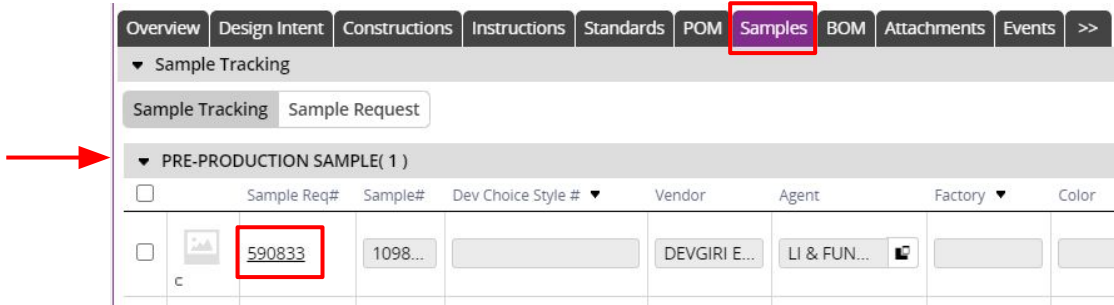 Overview Design Intent Constructions Instructions Standards POM Samples BOM Attachments Events >>
Sample Tracking
Sample Tracking Sample Request
PRE-PRODUCTION SAMPLE( 1 )
Sample Req# Sample# Dev Choice Style # Vendor Agent Factory Color
590833 1098... DEVGIRI E... LI & FUN...
C